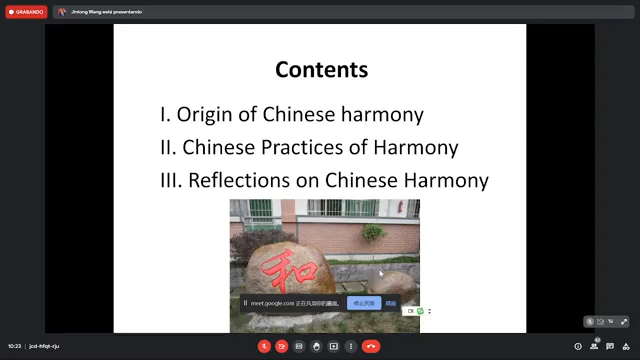 GRABANDO
Jinlong Wang está presentando
Contents
I. Origin of Chinese harmony
II. Chinese Practices of Harmony
III. Reflections on Chinese Harmony
和
meet.google.com 正在共享你的画面。
停止共享
隐藏
10:23 | jcd-hfqt-rju